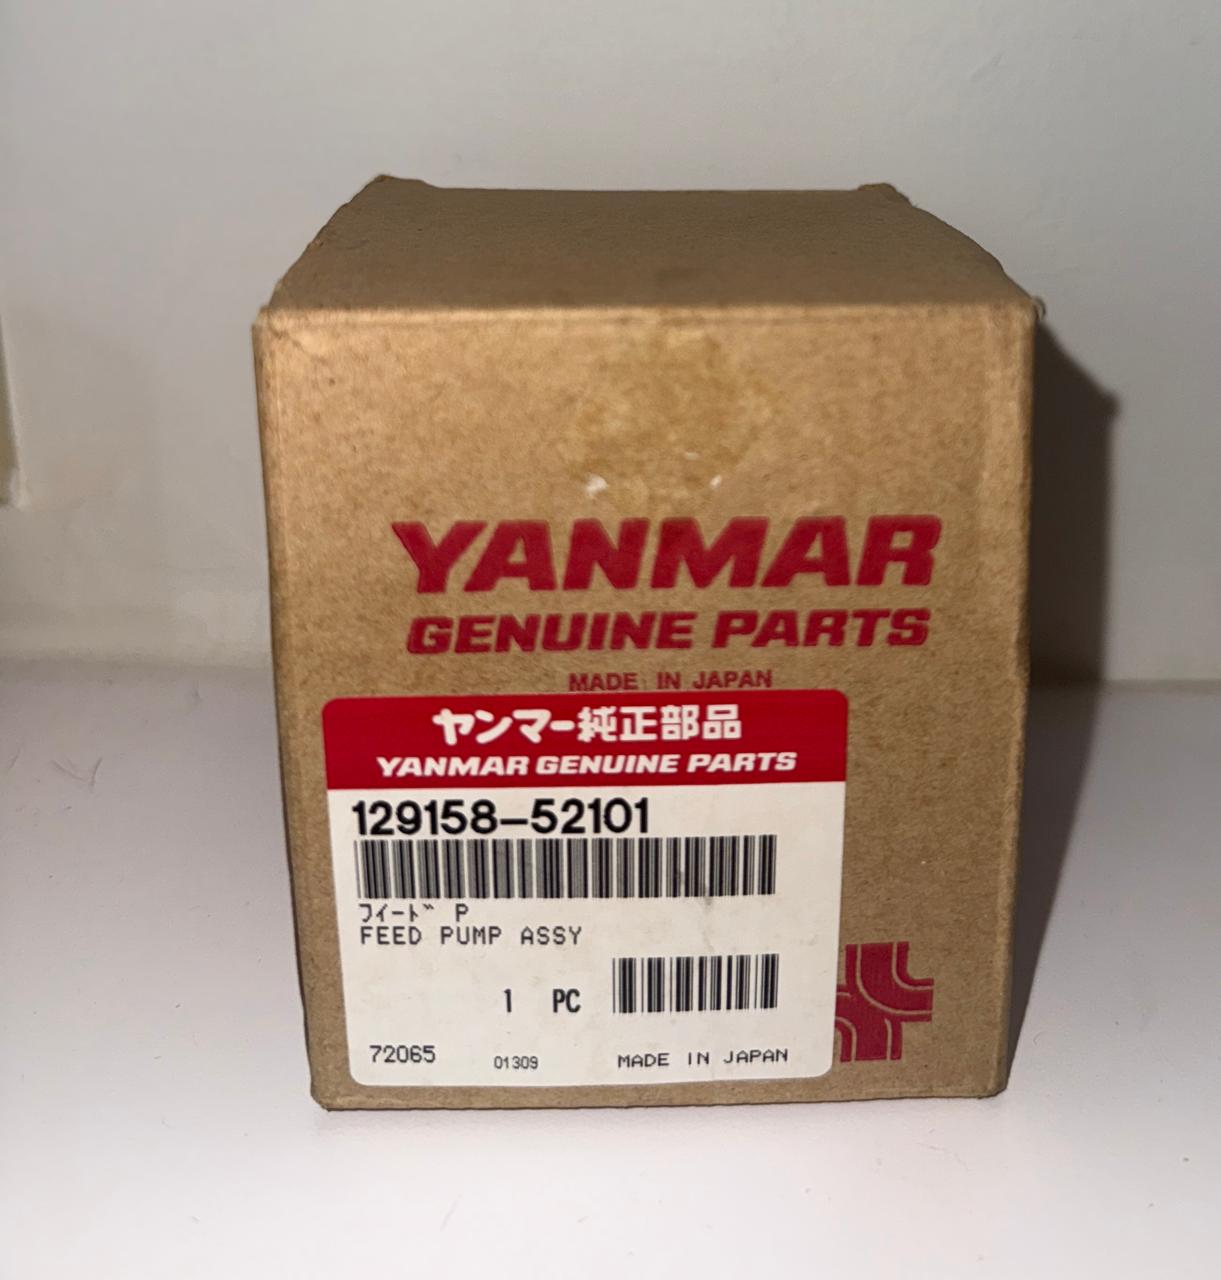 YANMAR
GENUINE PARTS
MADE IN JAPAN
ヤンマー純正部品
YANMAR GENUINE PARTS
129158-52101
フィード P
FEED PUMP ASSY
1 PC
72065 01309 MADE IN JAPAN